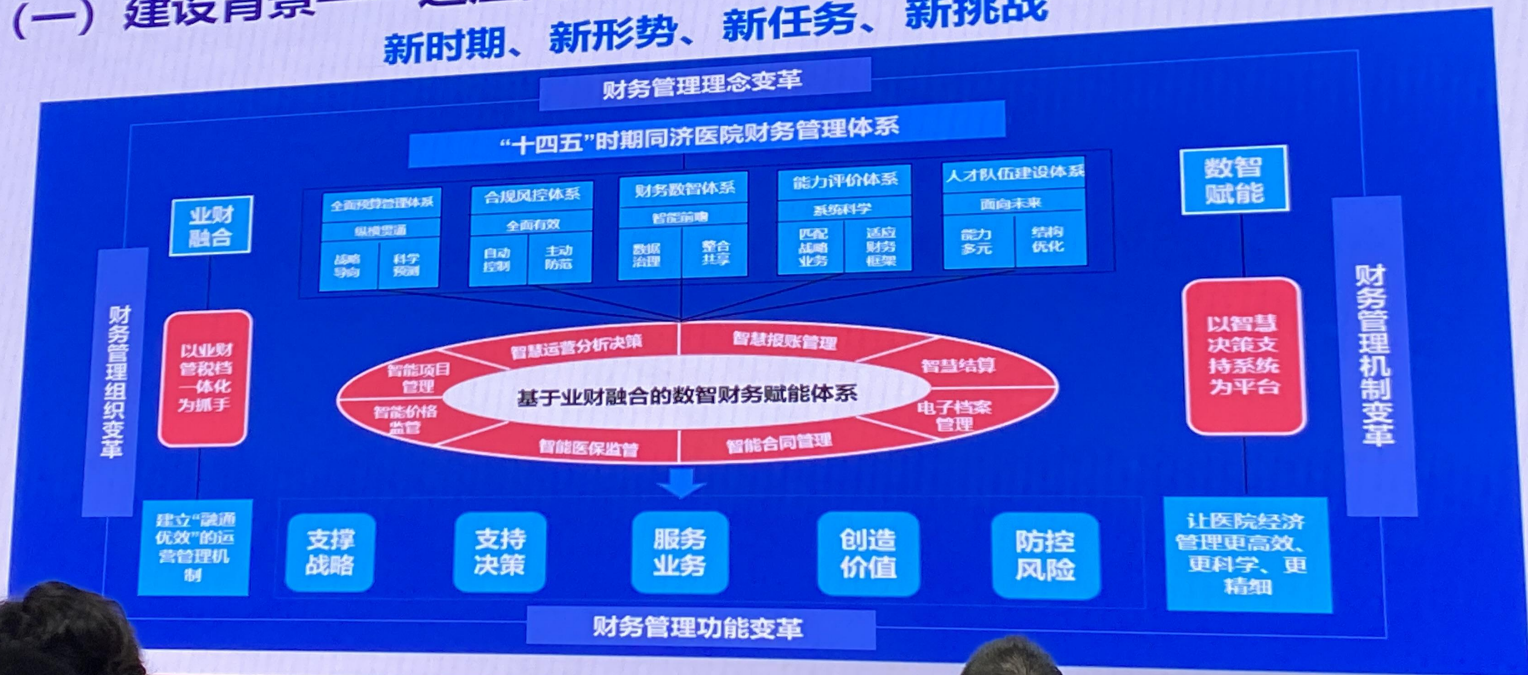 （一）建设背景
新时期、新形势、新任务、新挑战
财务管理理念变革
“十四五”时期同济医院财务管理体系
全面预算管理体系
纵横贯通
战略
导向
科学
预测
合规风控体系
全面有效
自动
控制
主动
防范
财务数智体系
智能前瞻
数据
治理
整合
共享
能力评价体系
系统科学
匹配
战略
业务
适应
财务
框架
人才队伍建设体系
面向未来
能力
多元
结构
优化
业财
融合
数智
赋能
财务管理组织变革
以业财
管税档
一体化
为抓手
智慧运营分析决策
智慧报账管理
智能项目
管理
智慧结算
基于业财融合的数智财务赋能体系
智能价格
监管
电子档案
管理
智能医保监管
智能合同管理
以智慧
决策支
持系统
为平台
财务管理机制变革
建立“融通
优效”的运
营管理机
制
支撑
战略
支持
决策
服务
业务
创造
价值
防控
风险
让医院经济
管理更高效、
更科学、更
精细
财务管理功能变革